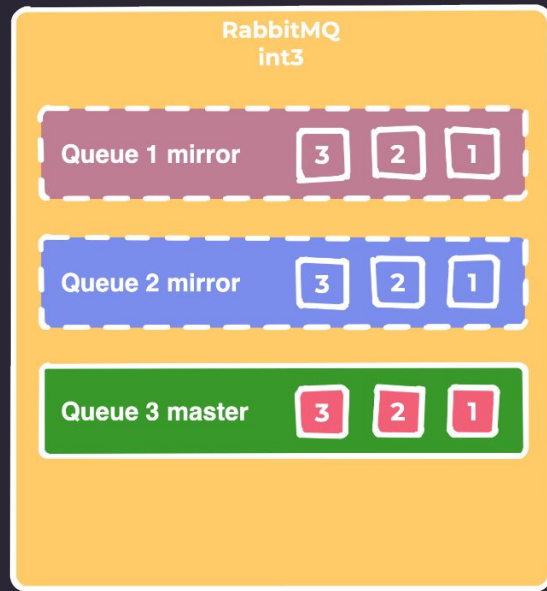 RabbitMQ
int3
Queue 1 mirror 3 2 1
Queue 2 mirror 3 2 1
Queue 3 master 3 2 1